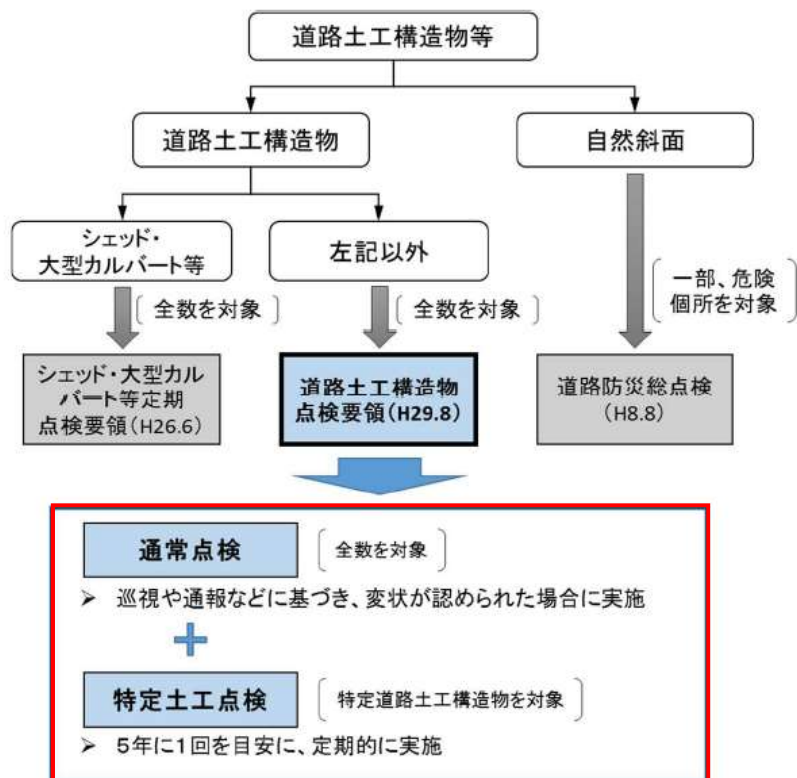 道路土工構造物等
道路土工構造物
自然斜面
シェッド・
大型カルバート等
左記以外
全数を対象
全数を対象
一部、危険
個所を対象
シェッド・大型カル
バート等定期
点検要領(H26.6)
道路土工構造物
点検要領(H29.8)
道路防災総点検
(H8.8)
通常点検
全数を対象
➢ 巡視や通報などに基づき、変状が認められた場合に実施
+
特定土工点検
特定道路土工構造物を対象
➢ 5年に1回を目安に、定期的に実施